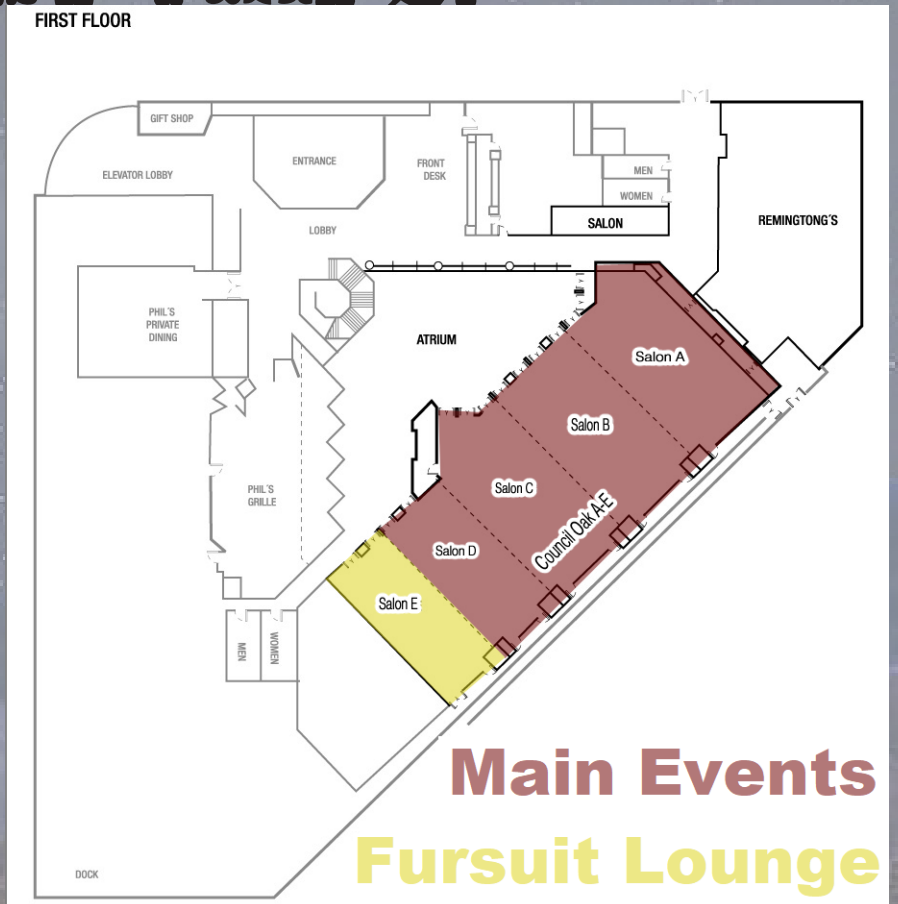 FIRST FLOOR
GIFT SHOP
ELEVATOR LOBBY
ENTRANCE
FRONT
DESK
MEN
WOMEN
SALON
REMINGTONG'S
LOBBY
PHIL'S
PRIVATE
DINING
ATRIUM
Salon A
Salon B
Salon C
Council Oak A-E
PHIL'S
GRILLE
Salon D
Salon E
MEN
WOMEN
Main Events
Fursuit Lounge
DOCK